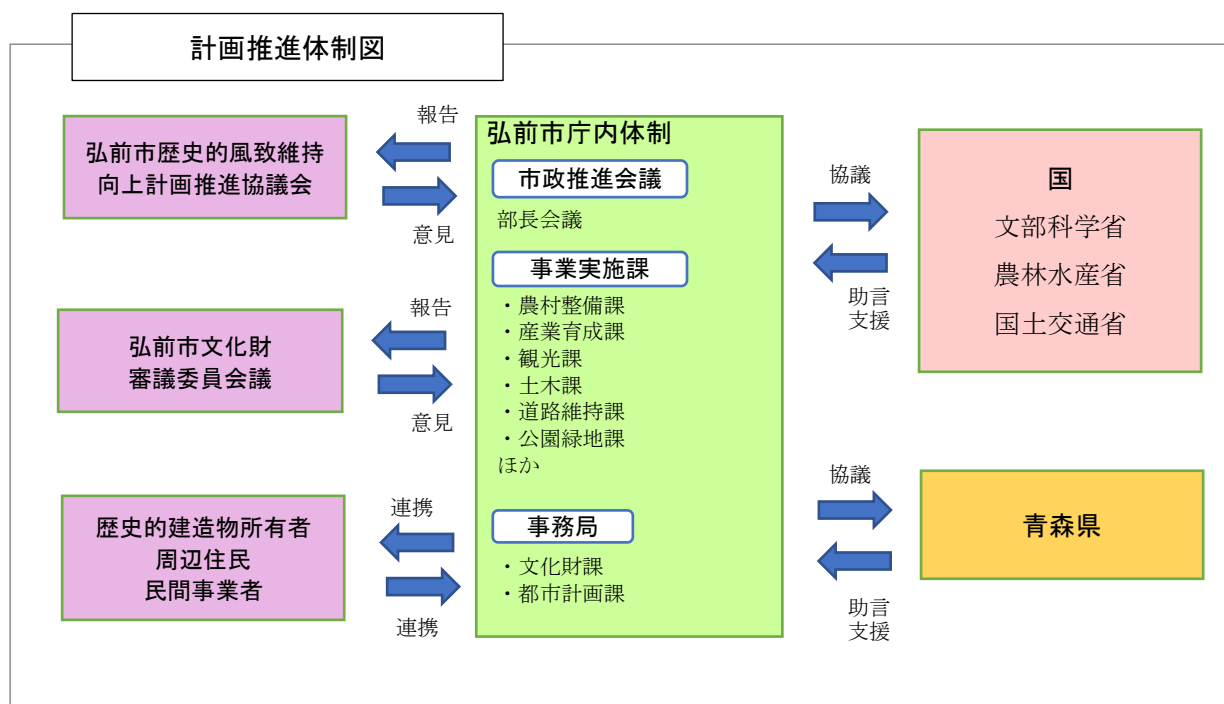 計画推進体制図
弘前市歴史的風致維持
向上計画推進協議会
報告
意見
弘前市文化財
審議委員会議
報告
意見
歴史的建造物所有者
周辺住民
民間事業者
連携
連携
弘前市庁内体制
市政推進会議
部長会議
事業実施課
・農村整備課
・産業育成課
・観光課
・土木課
・道路維持課
・公園緑地課
ほか
事務局
・文化財課
・都市計画課
協議
助言
支援
国
文部科学省
農林水産省
国土交通省
協議
助言
支援
青森県